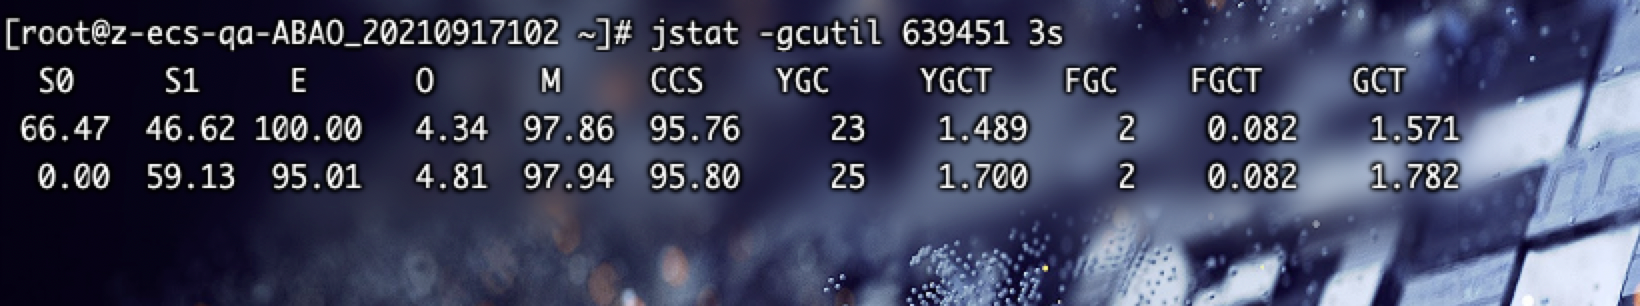 [root@z-ecs-qa-ABAO_20210917102 ~]# jstat -gcutil 639451 3s
S0 S1 E O M CCS YGC YGCT FGC FGCT GCT
66.47 46.62 100.00 4.34 97.86 95.76 23 1.489 2 0.082 1.571
0.00 59.13 95.01 4.81 97.94 95.80 25 1.700 2 0.082 1.782